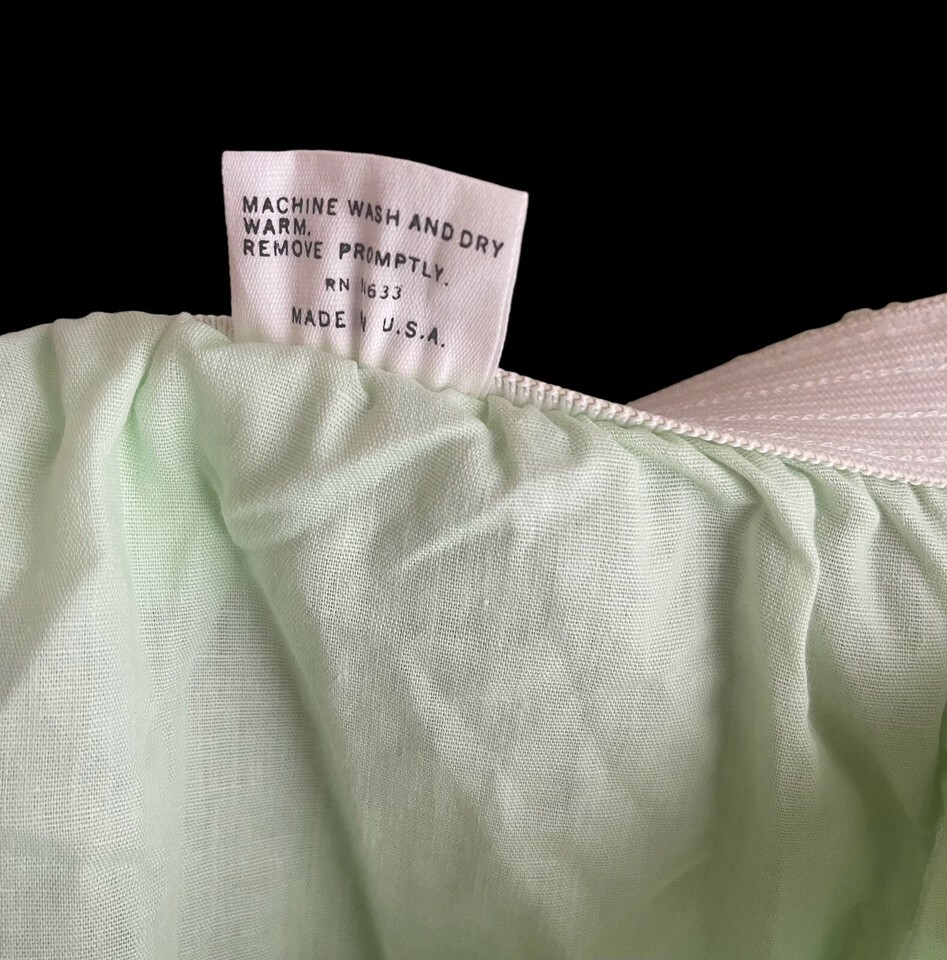 MACHINE WASH AND DRY
WARM.
REMOVE PROMPTLY.
RN
MADE U.S.A.